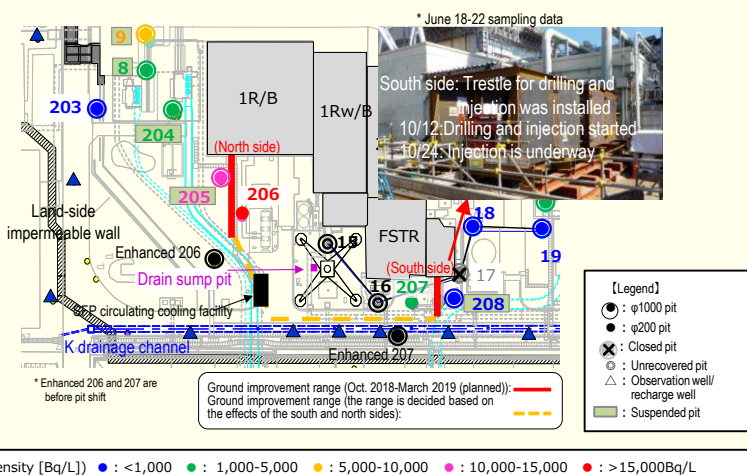 * June 18-22 sampling data
9
8
203
204
1R/B
1Rw/B
South side: Trestle for drilling and
injection was installed
10/12:Drilling and injection started
10/24: Injection is underway
(North side)
205
206
Land-side
impermeable wall
Enhanced 206
Drain sump pit
SFP circulating cooling facility
K drainage channel
15
16
FSTR
(South side)
207
17
18
19
208
Enhanced 207
* Enhanced 206 and 207 are
before pit shift
Ground improvement range (Oct. 2018-March 2019 (planned)):
Ground improvement range (the range is decided based on
the effects of the south and north sides):
【Legend】
: φ1000 pit
: φ200 pit
: Closed pit
: Unrecovered pit
: Observation well/
recharge well
: Suspended pit
ensity [Bq/L]) : <1,000 : 1,000-5,000 : 5,000-10,000 : 10,000-15,000 : >15,000Bq/L